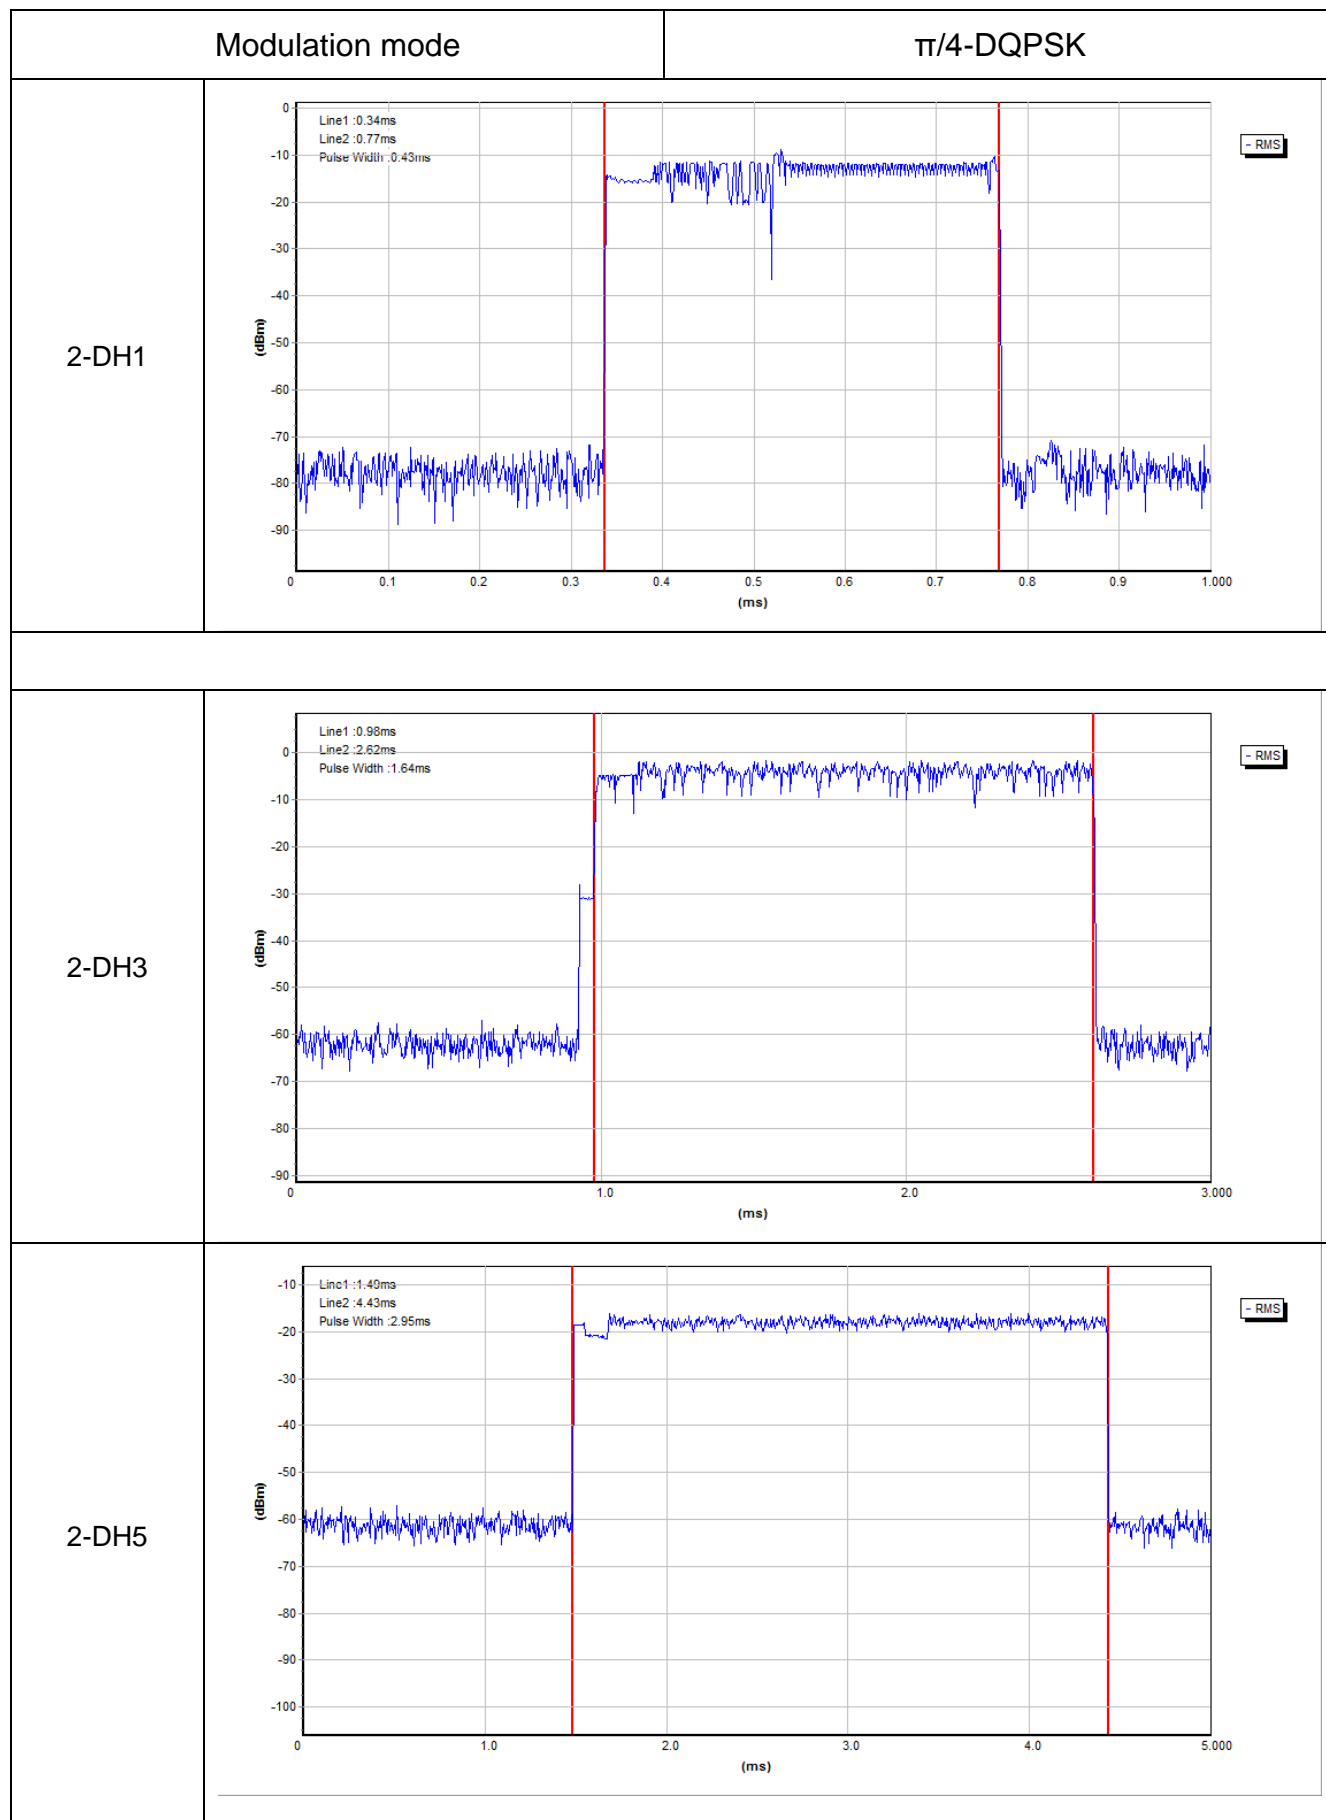 Modulation mode
π/4-DQPSK
2-DH1
Line1 :0.34ms
Line2 :0.77ms
Pulse Width :0.43ms
- RMS
0
-10
-20
-30
-40
-50
-60
-70
-80
-90
(dBm)
0 0.1 0.2 0.3 0.4 0.5 0.6 0.7 0.8 0.9 1.000
(ms)
2-DH3
Line1 :0.98ms
Line2 :2.62ms
Pulse Width :1.64ms
- RMS
0
-10
-20
-30
-40
-50
-60
-70
-80
-90
(dBm)
0 1.0 2.0 3.000
(ms)
2-DH5
Line1 :1.49ms
Line2 :4.43ms
Pulse Width :2.95ms
- RMS
-10
-20
-30
-40
-50
-60
-70
-80
-90
-100
(dBm)
0 1.0 2.0 3.0 4.0 5.000
(ms)